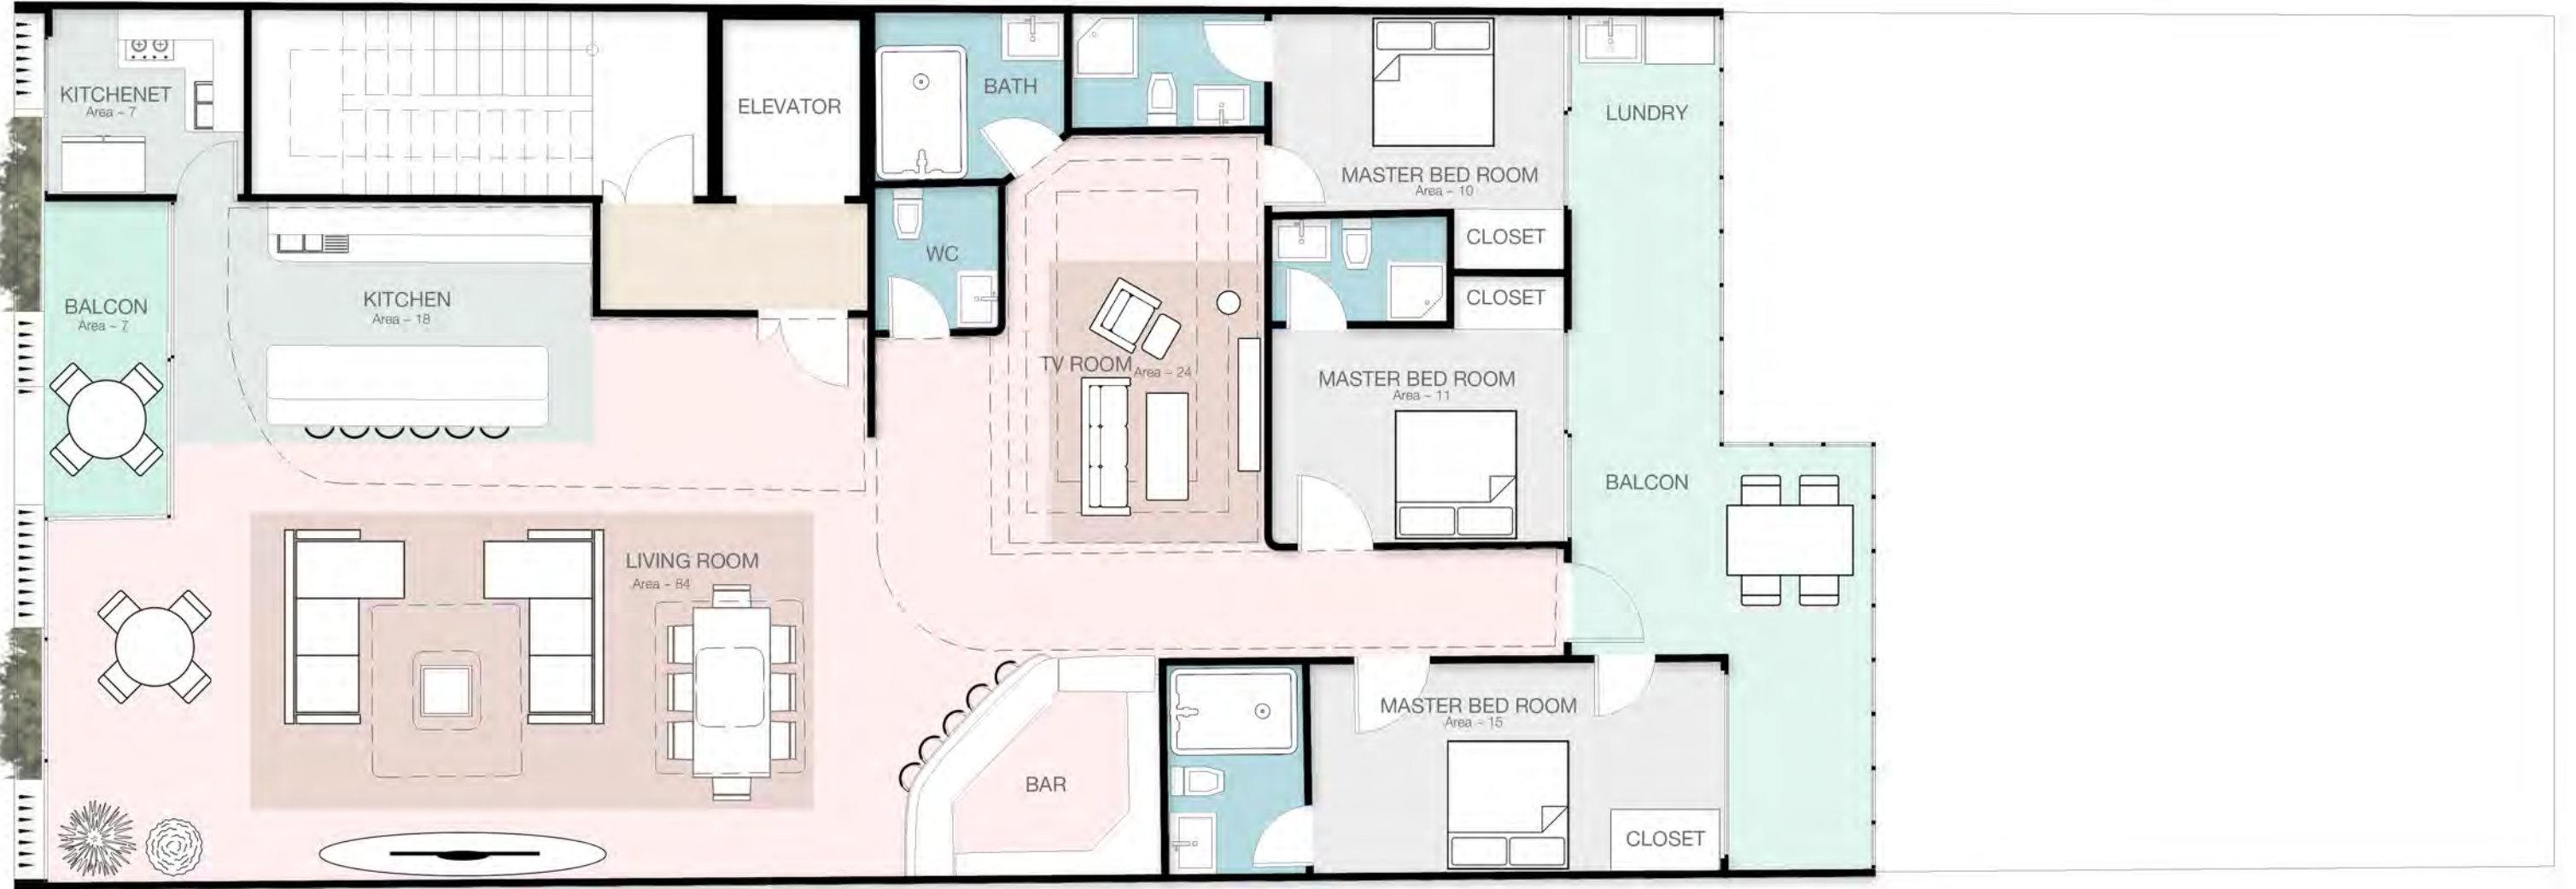 KITCHENET
Area ~ 7
ELEVATOR
BATH
LUNDRY
MASTER BED ROOM
Area ~ 10
CLOSET
WC
CLOSET
BALCON
Area ~ 7
KITCHEN
Area ~ 18
TV ROOM
Area ~ 24
MASTER BED ROOM
Area ~ 11
BALCON
LIVING ROOM
Area ~ 84
MASTER BED ROOM
Area ~ 15
BAR
CLOSET